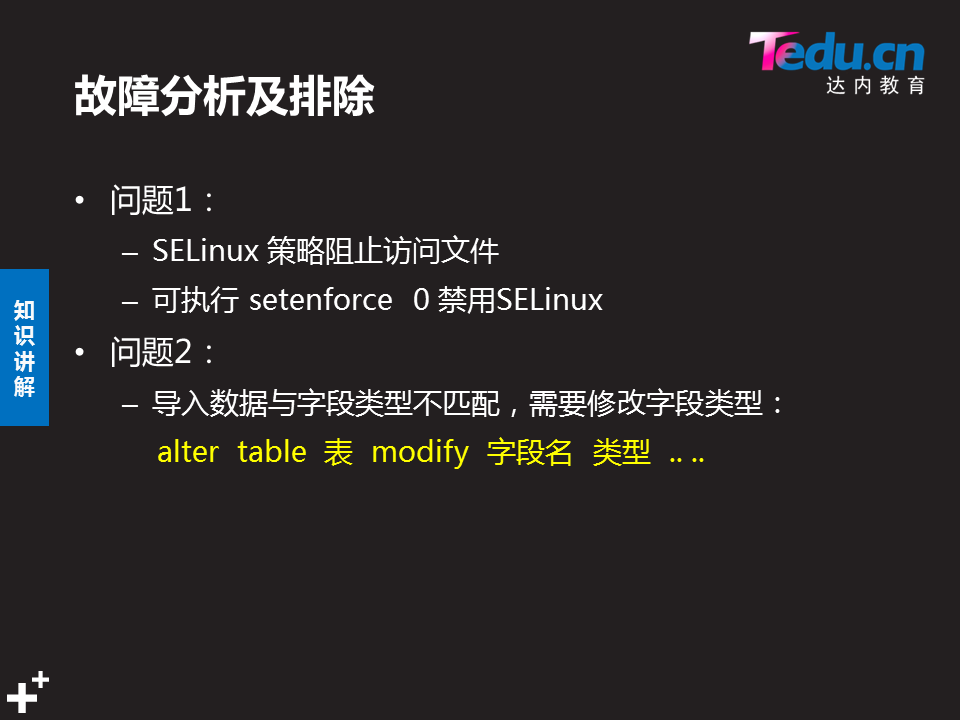 Tedu.cn
达内教育
故障分析及排除
• 问题1：
– SELinux 策略阻止访问文件
– 可执行 setenforce 0 禁用SELinux
• 问题2：
– 导入数据与字段类型不匹配，需要修改字段类型：
alter table 表 modify 字段名 类型 .. ..
知识讲解